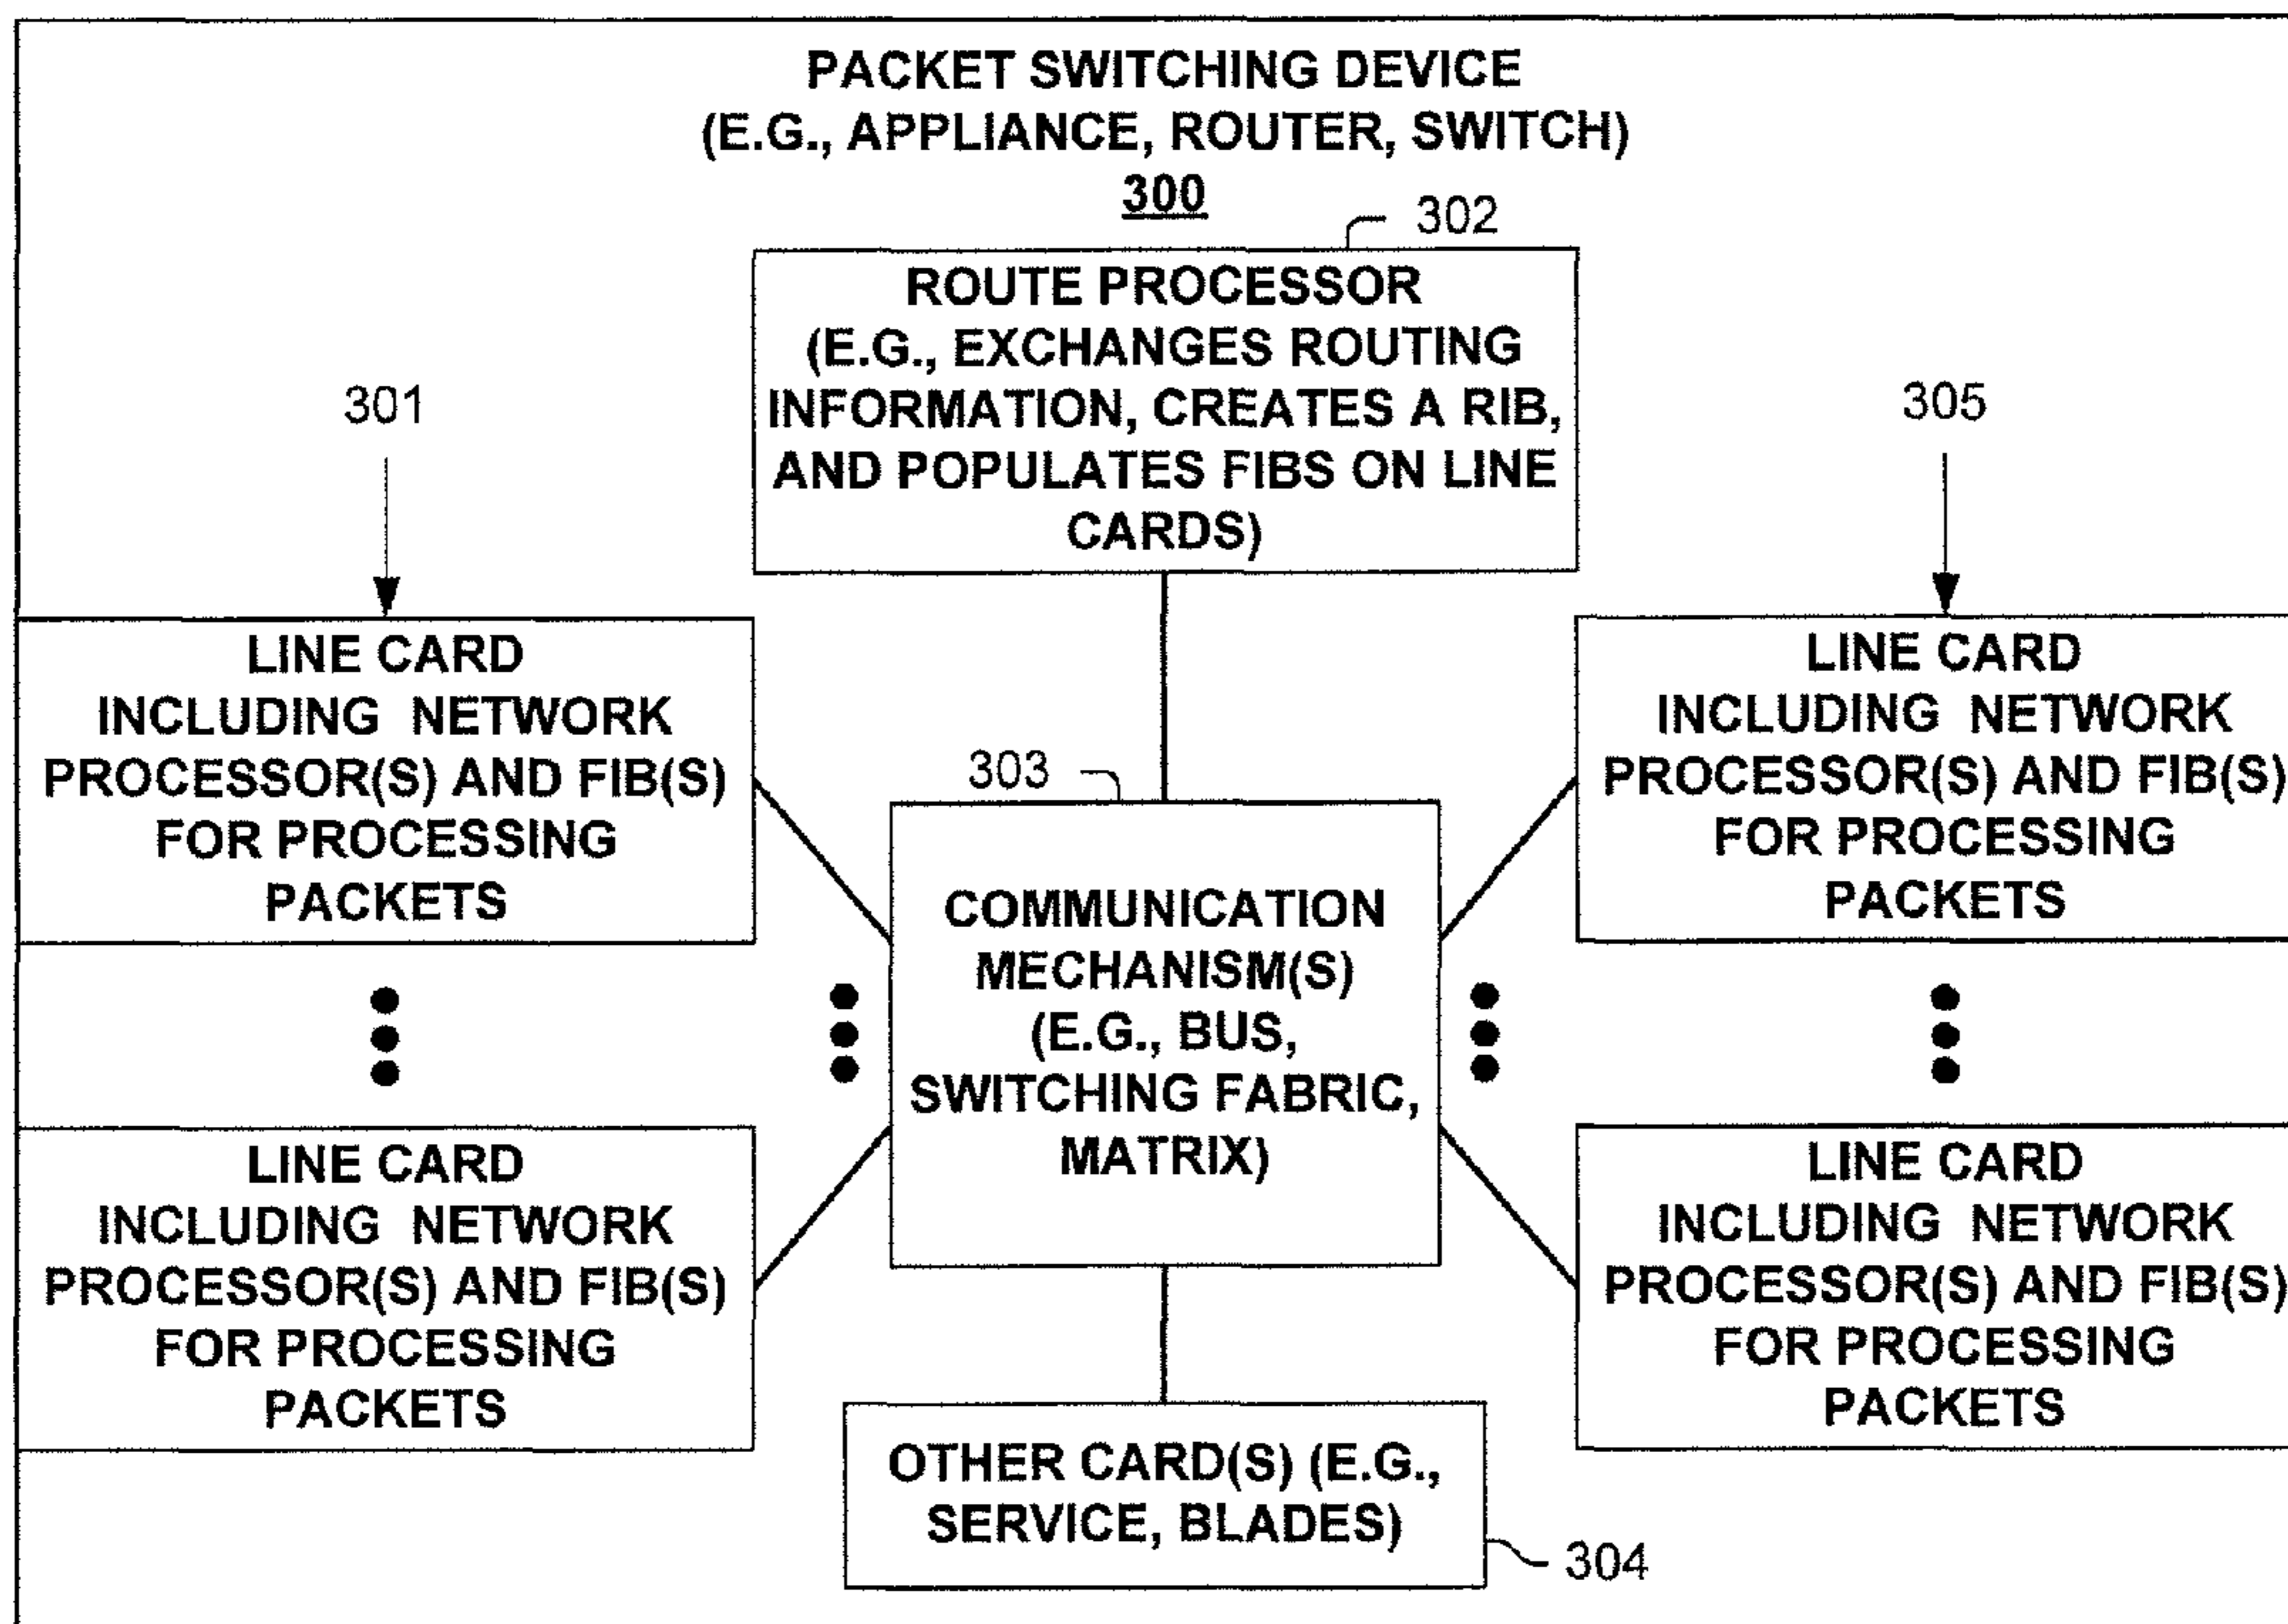 PACKET SWITCHING DEVICE
(E.G., APPLIANCE, ROUTER, SWITCH)
300
302
ROUTE PROCESSOR
(E.G., EXCHANGES ROUTING
INFORMATION, CREATES A RIB,
AND POPULATES FIBS ON LINE
CARDS)
301
305
LINE CARD
INCLUDING NETWORK
PROCESSOR(S) AND FIB(S)
FOR PROCESSING
PACKETS
LINE CARD
INCLUDING NETWORK
PROCESSOR(S) AND FIB(S)
FOR PROCESSING
PACKETS
303
COMMUNICATION
MECHANISM(S)
(E.G., BUS,
SWITCHING FABRIC,
MATRIX)
LINE CARD
INCLUDING NETWORK
PROCESSOR(S) AND FIB(S)
FOR PROCESSING
PACKETS
LINE CARD
INCLUDING NETWORK
PROCESSOR(S) AND FIB(S)
FOR PROCESSING
PACKETS
OTHER CARD(S) (E.G.,
SERVICE, BLADES)
304